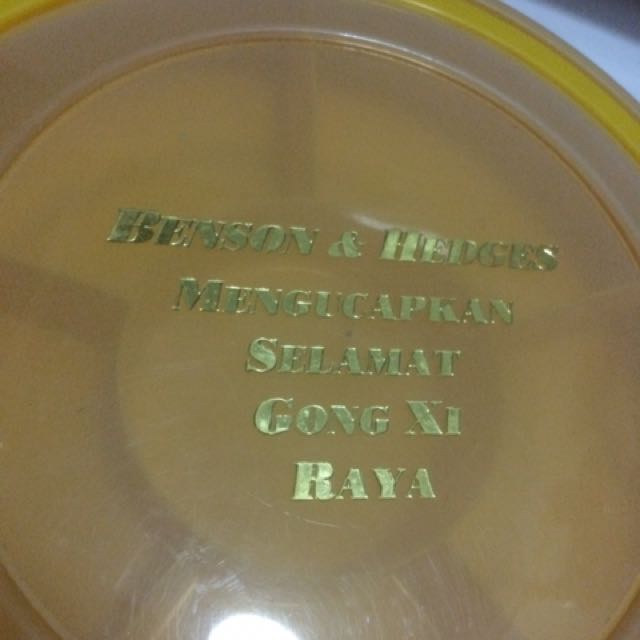 BENSON & HEDGES
MENGUCAPKAN
SELAMAT
GONG XI
RAYA